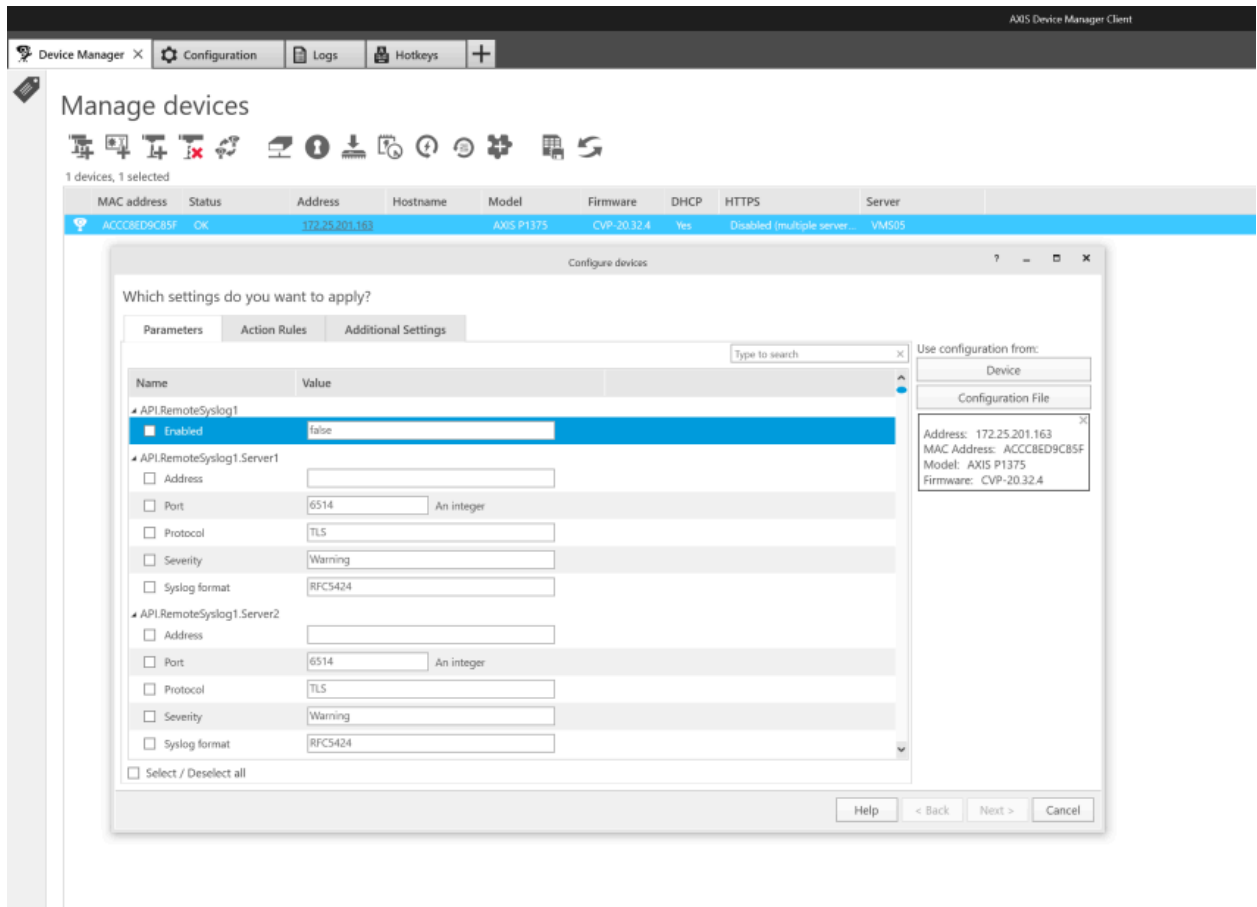 AXIS Device Manager Client
Device Manager Configuration Logs Hotkeys
Manage devices
1 devices, 1 selected
MAC address Status Address Hostname Model Firmware DHCP HTTPS Server
ACCC8ED9C85F OK 172.25.201.163 AXIS P1375 CVP-20.32.4 Yes Disabled (multiple server... VMS05
Configure devices
Which settings do you want to apply?
Parameters Action Rules Additional Settings
Type to search
Use configuration from:
Device
Configuration File
Address: 172.25.201.163
MAC Address: ACCC8ED9C85F
Model: AXIS P1375
Firmware: CVP-20.32.4
Name Value
API.RemoteSyslog1
Enabled false
API.RemoteSyslog1.Server1
Address
Port 6514 An integer
Protocol TLS
Severity Warning
Syslog format RFC5424
API.RemoteSyslog1.Server2
Address
Port 6514 An integer
Protocol TLS
Severity Warning
Syslog format RFC5424
Select / Deselect all
Help < Back Next > Cancel